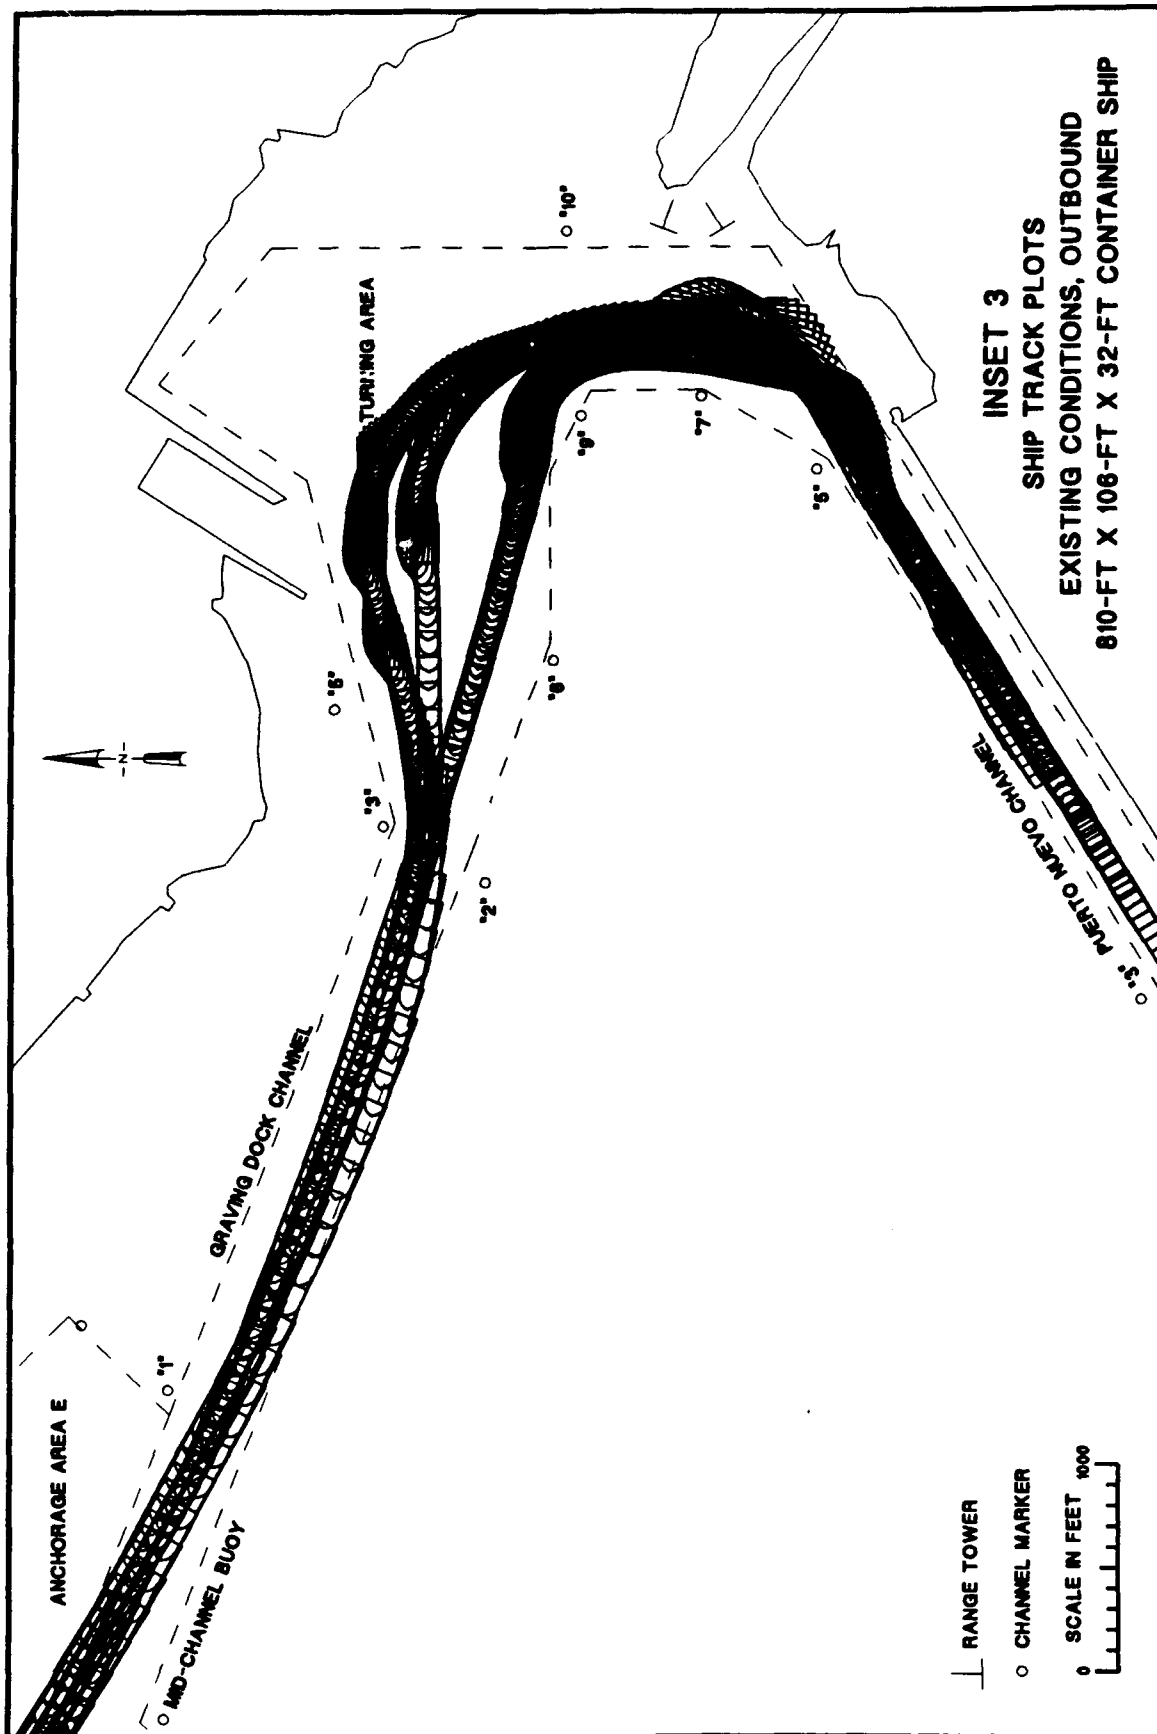 INSET 3
SHIP TRACK PLOTS
EXISTING CONDITIONS, OUTBOUND
810-FT X 106-FT X 32-FT CONTAINER SHIP
ANCHORAGE AREA E
"1"
MID-CHANNEL BUOY
GRAVING DOCK CHANNEL
-N-
"3"
"5"
"2"
"8"
TURNING AREA
"10"
"9"
"7"
"5"
PUERTO NUEVO CHANNEL
"3"
RANGE TOWER
CHANNEL MARKER
SCALE IN FEET
0 1000